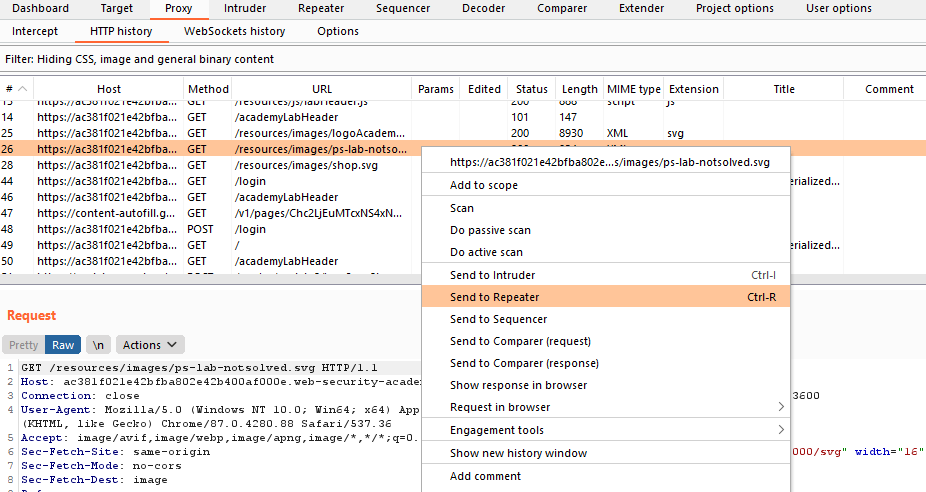 Dashboard Target Proxy Intruder Repeater Sequencer Decoder Comparer Extender Project options User options
Intercept HTTP history WebSockets history Options
Filter: Hiding CSS, image and general binary content
# Host Method URL Params Edited Status Length MIME type Extension Title Comment
13 https://ac381f021e42bfba... GET /resources/js/labHeader.js 200 888 script js
14 https://ac381f021e42bfba... GET /academyLabHeader 101 147
25 https://ac381f021e42bfba... GET /resources/images/logoAcadem... 200 8930 XML svg
26 https://ac381f021e42bfba... GET /resources/images/ps-lab-notso...
28 https://ac381f021e42bfba... GET /resources/images/shop.svg
44 https://ac381f021e42bfba... GET /login erialized...
46 https://ac381f021e42bfba... GET /academyLabHeader
47 https://content-autofill.g... GET /v1/pages/Chc2LjEuMTcxNS4xN...
48 https://ac381f021e42bfba... POST /login
49 https://ac381f021e42bfba... GET / erialized...
50 https://ac381f021e42bfba... GET /academyLabHeader
https://ac381f021e42bfba802e...s/images/ps-lab-notsolved.svg
Add to scope
Scan
Do passive scan
Do active scan
Send to Intruder Ctrl-I
Send to Repeater Ctrl-R
Send to Sequencer
Send to Comparer (request)
Send to Comparer (response)
Show response in browser
Request in browser
Engagement tools
Show new history window
Add comment
Request
Pretty Raw \n Actions
1 GET /resources/images/ps-lab-notsolved.svg HTTP/1.1
2 Host: ac381f021e42bfba802e42b400af000e.web-security-acade
3 Connection: close 3600
4 User-Agent: Mozilla/5.0 (Windows NT 10.0; Win64; x64) App
(KHTML, like Gecko) Chrome/87.0.4280.88 Safari/537.36
5 Accept: image/avif,image/webp,image/apng,image/*,*/*;q=0.
6 Sec-Fetch-Site: same-origin 000/svg" width="16"
7 Sec-Fetch-Mode: no-cors
8 Sec-Fetch-Dest: image